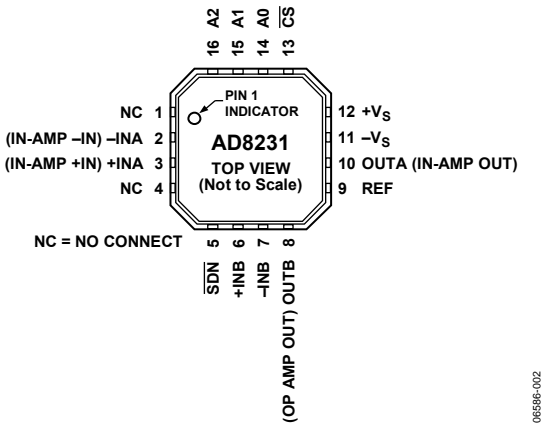 16 A2
15 A1
14 A0
13 C̅S̅
PIN 1
INDICATOR
NC 1
(IN-AMP –IN) –INA 2
(IN-AMP +IN) +INA 3
NC 4
AD8231
TOP VIEW
(Not to Scale)
12 +VS
11 –VS
10 OUTA (IN-AMP OUT)
9 REF
NC = NO CONNECT
S̅D̅N̅ 5
+INB 6
–INB 7
(OP AMP OUT) OUTB 8
06586-002